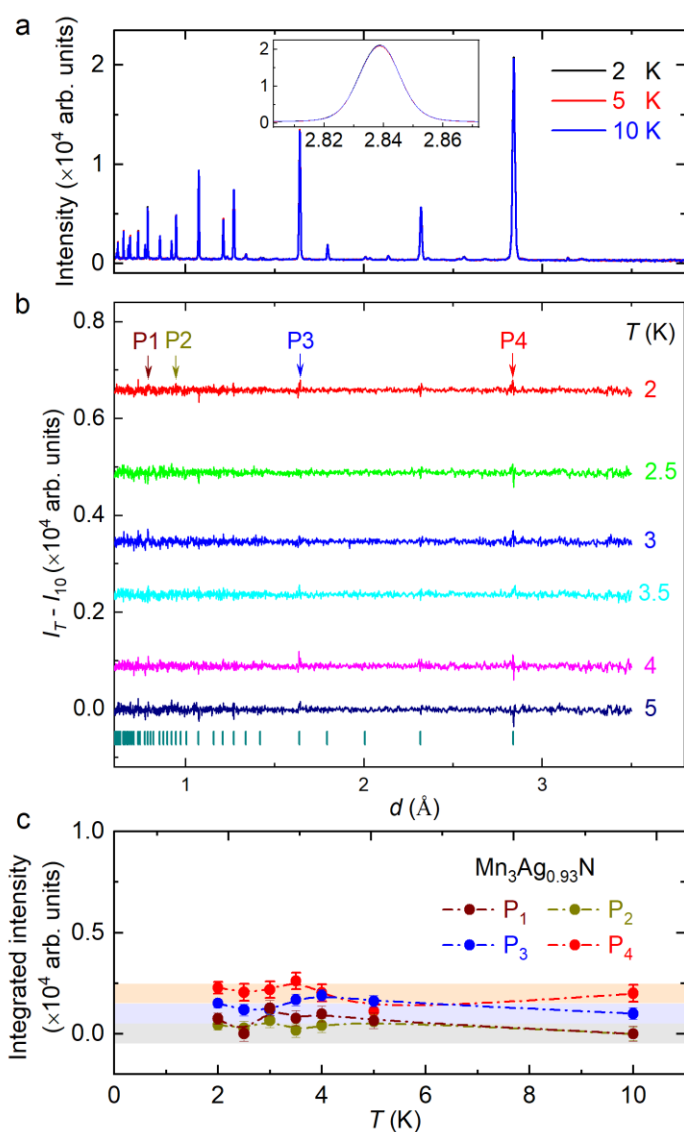 a
Intensity (×10⁴ arb. units)
2
1
0
2
1
0
2.82 2.84 2.86
2 K
5 K
10 K
b
I_T - I_10 (×10⁴ arb. units)
0.8
0.6
0.4
0.2
0.0
P1 P2 P3 P4 T (K)
2
2.5
3
3.5
4
5
1 2 3
d (Å)
c
Integrated intensity
(×10⁴ arb. units)
1.0
0.5
0.0
Mn₃Ag₀.₉₃N
P₁ P₂
P₃ P₄
0 2 4 6 8 10
T (K)